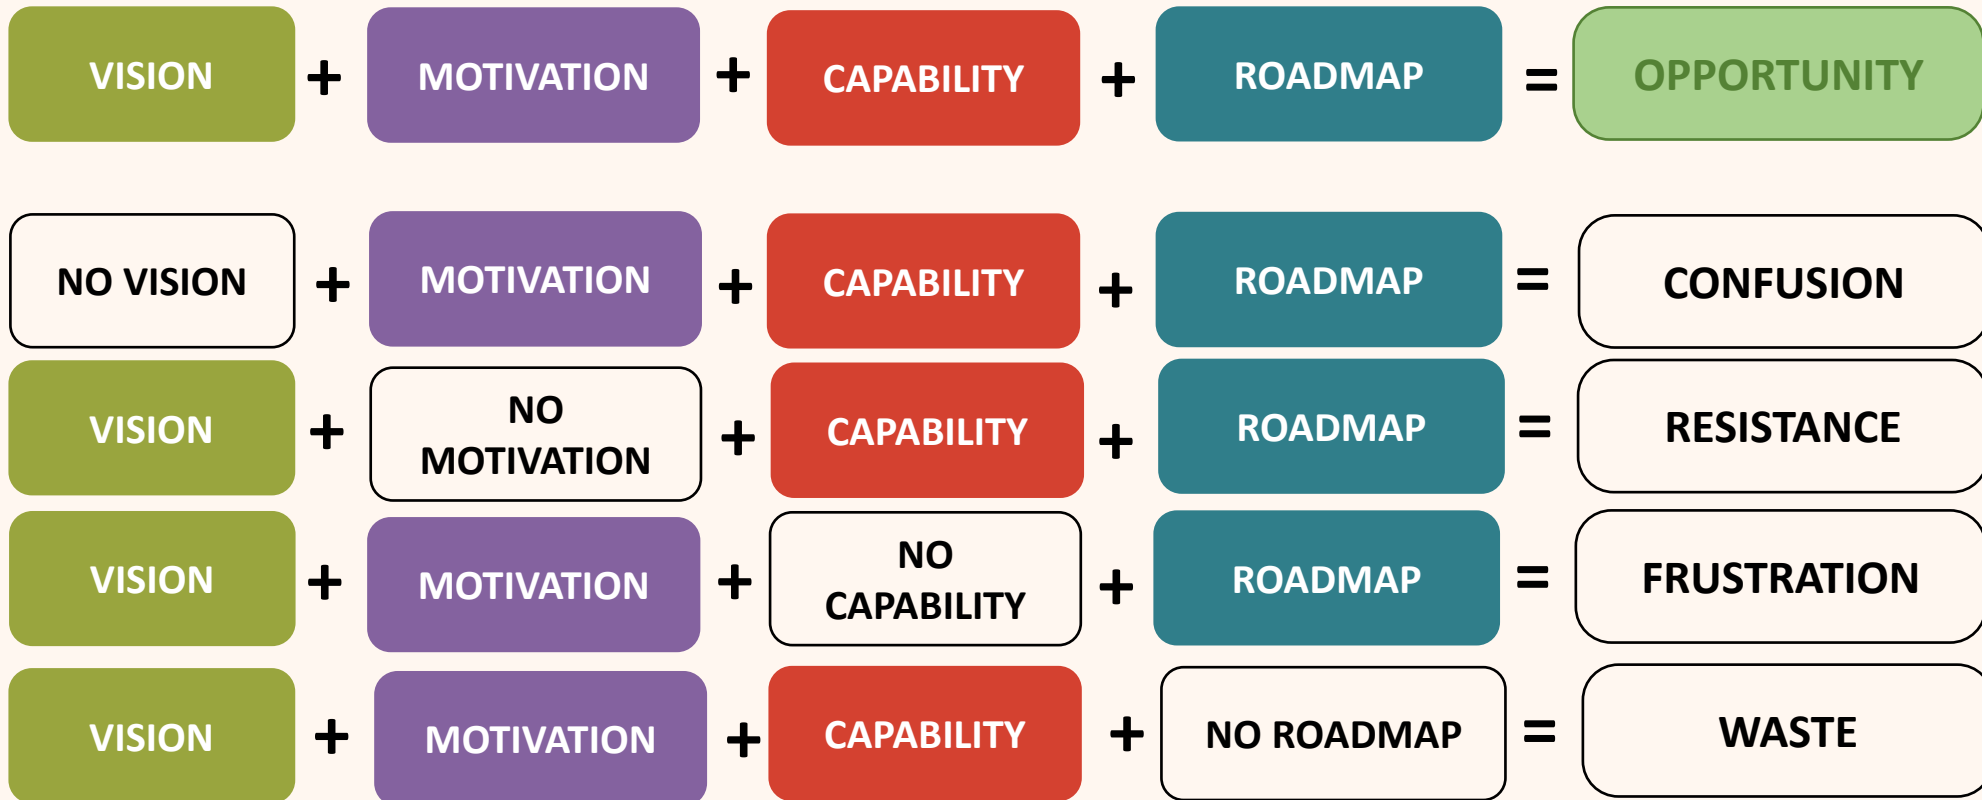 VISION + MOTIVATION + CAPABILITY + ROADMAP = OPPORTUNITY
NO VISION + MOTIVATION + CAPABILITY + ROADMAP = CONFUSION
VISION + NO MOTIVATION + CAPABILITY + ROADMAP = RESISTANCE
VISION + MOTIVATION + NO CAPABILITY + ROADMAP = FRUSTRATION
VISION + MOTIVATION + CAPABILITY + NO ROADMAP = WASTE